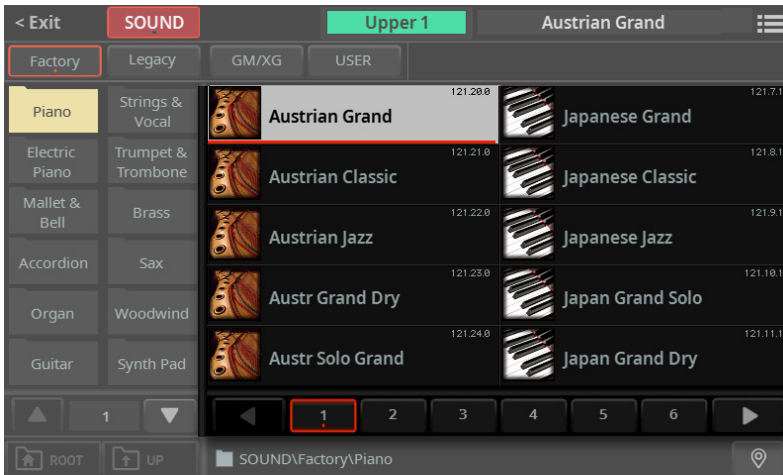 < Exit
SOUND
Upper 1
Austrian Grand
Factory
Legacy
GM/XG
USER
Piano
Strings &
Vocal
Electric
Piano
Trumpet &
Trombone
Mallet &
Bell
Brass
Accordion
Sax
Organ
Woodwind
Guitar
Synth Pad
1
121.20.0
Austrian Grand
121.7.1
Japanese Grand
121.21.0
Austrian Classic
121.8.1
Japanese Classic
121.22.0
Austrian Jazz
121.9.1
Japanese Jazz
121.23.0
Austr Grand Dry
121.10.1
Japan Grand Solo
121.24.0
Austr Solo Grand
121.11.1
Japan Grand Dry
1
2
3
4
5
6
ROOT
UP
SOUND\Factory\Piano